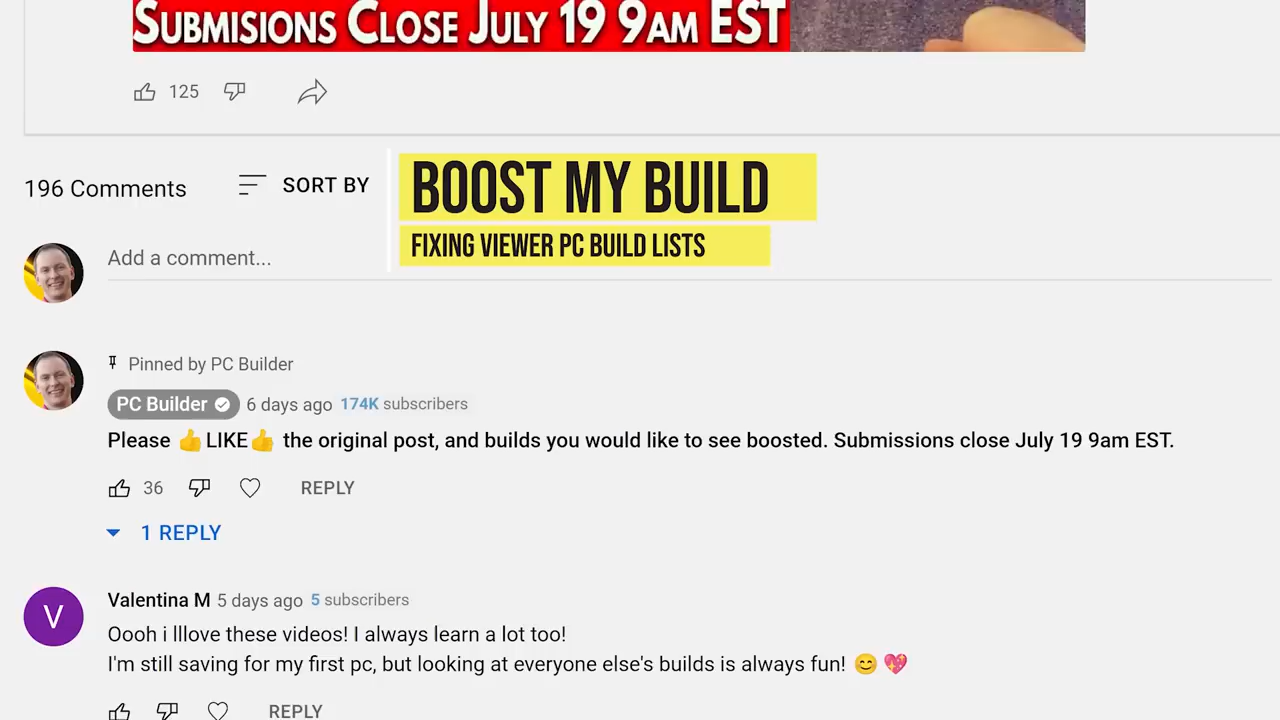 SUBMISIONS CLOSE JULY 19 9AM EST
125
196 Comments
SORT BY
BOOST MY BUILD
FIXING VIEWER PC BUILD LISTS
Add a comment...
Pinned by PC Builder
PC Builder 6 days ago 174K subscribers
Please 👍LIKE👍 the original post, and builds you would like to see boosted. Submissions close July 19 9am EST.
36 REPLY
1 REPLY
V
Valentina M 5 days ago 5 subscribers
Oooh i lllove these videos! I always learn a lot too!
I'm still saving for my first pc, but looking at everyone else's builds is always fun! 😊 💖
REPLY